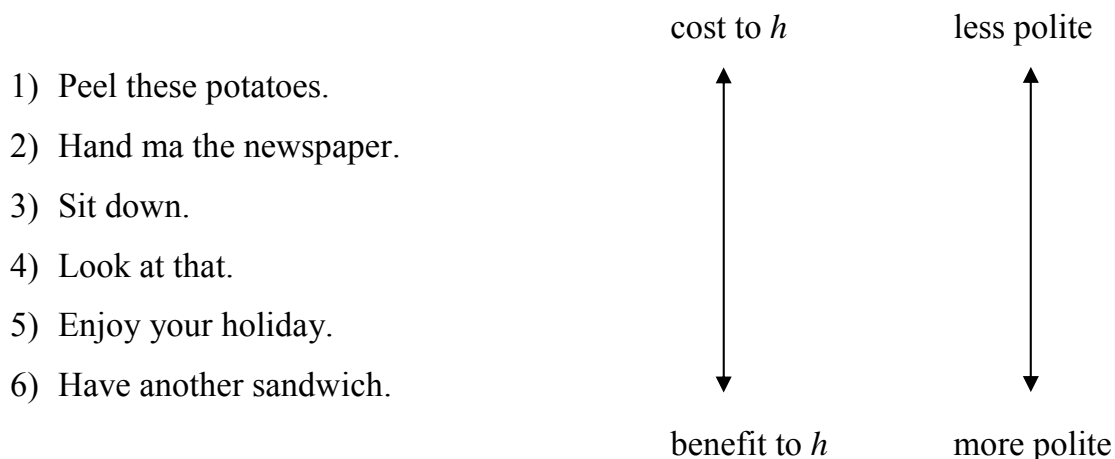 cost to h less polite
1) Peel these potatoes.
2) Hand ma the newspaper.
3) Sit down.
4) Look at that.
5) Enjoy your holiday.
6) Have another sandwich.
benefit to h more polite